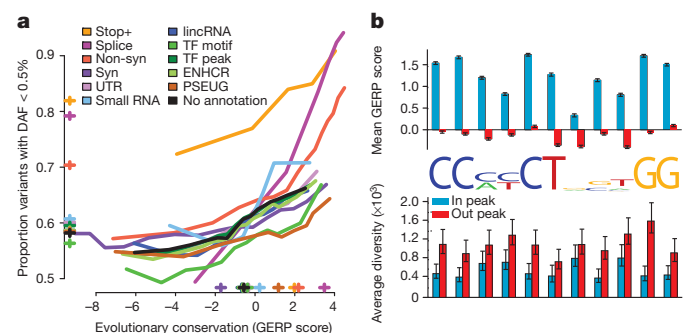 a
Proportion variants with DAF < 0.5%
0.9
0.8
0.7
0.6
0.5
Stop+
Splice
Non-syn
Syn
UTR
Small RNA
lincRNA
TF motif
TF peak
ENHCR
PSEUG
No annotation
−8 −6 −4 −2 0 2 4
Evolutionary conservation (GERP score)
b
Mean GERP score
1.5
1.0
0.5
0.0
CC CT GG
In peak
Out peak
Average diversity (×10³)
2.0
1.6
1.2
0.8
0.4
0